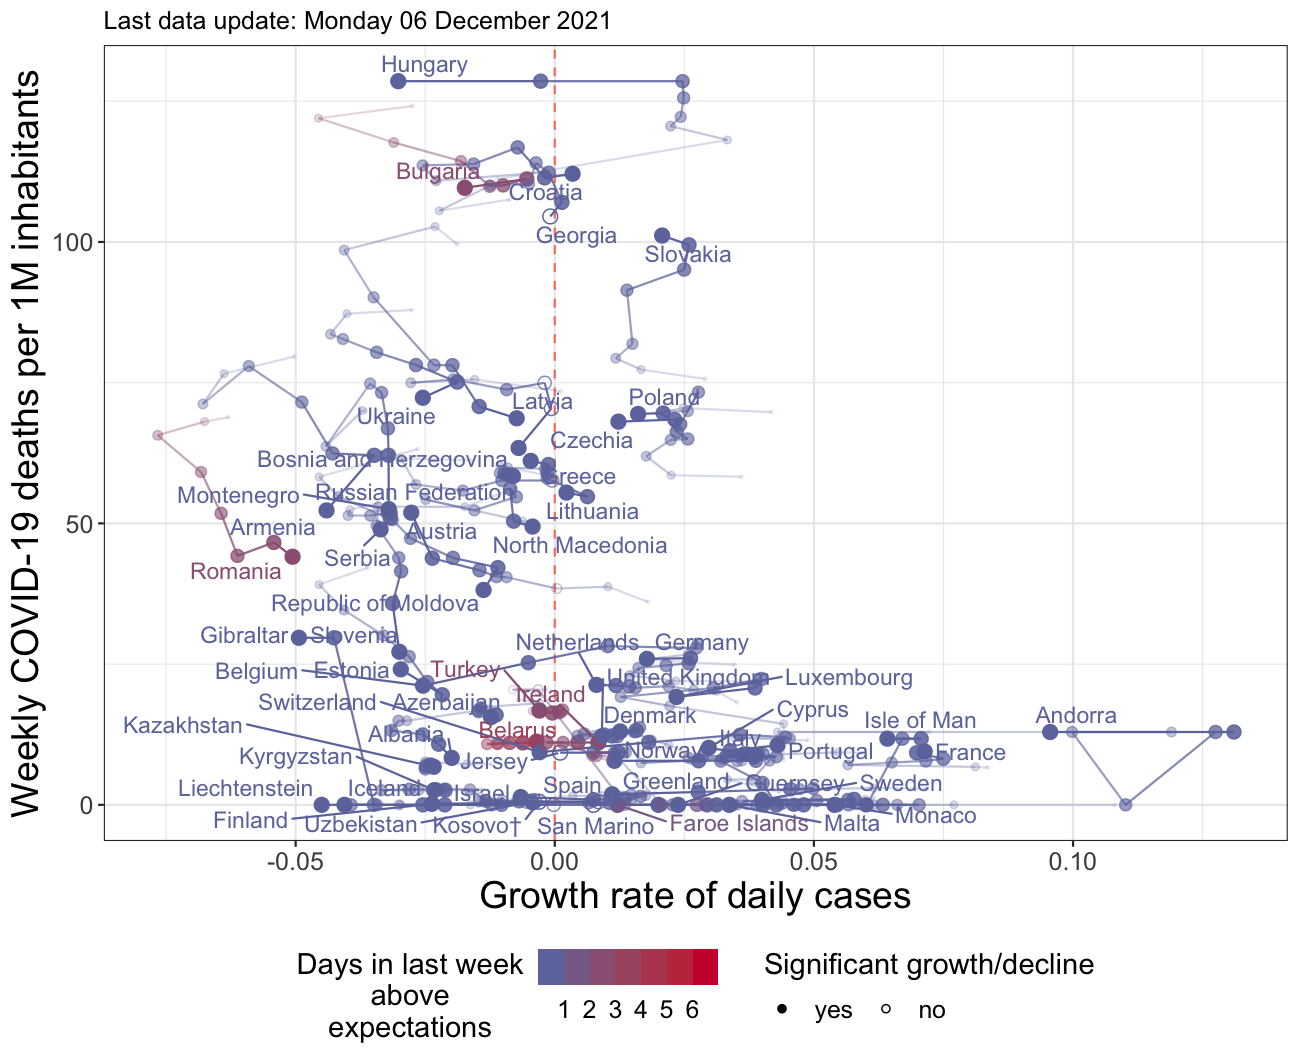 Last data update: Monday 06 December 2021
Weekly COVID-19 deaths per 1M inhabitants
100
50
0
Hungary
Bulgaria
Croatia
Georgia
Slovakia
Latvia
Poland
Ukraine
Czechia
Bosnia and Herzegovina
Greece
Montenegro
Russian Federation
Lithuania
Armenia
Austria
North Macedonia
Serbia
Romania
Republic of Moldova
Gibraltar
Slovenia
Netherlands
Germany
Belgium
Estonia
Turkey
United Kingdom
Luxembourg
Switzerland
Azerbaijan
Ireland
Cyprus
Kazakhstan
Albania
Belarus
Denmark
Isle of Man
Andorra
Kyrgyzstan
Jersey
Norway
Italy
Portugal
France
Liechtenstein
Iceland
Israel
Spain
Greenland
Guernsey
Sweden
Finland
Uzbekistan
Kosovo†
San Marino
Faroe Islands
Malta
Monaco
-0.05
0.00
0.05
0.10
Growth rate of daily cases
Days in last week
above
expectations
1 2 3 4 5 6
Significant growth/decline
yes
no